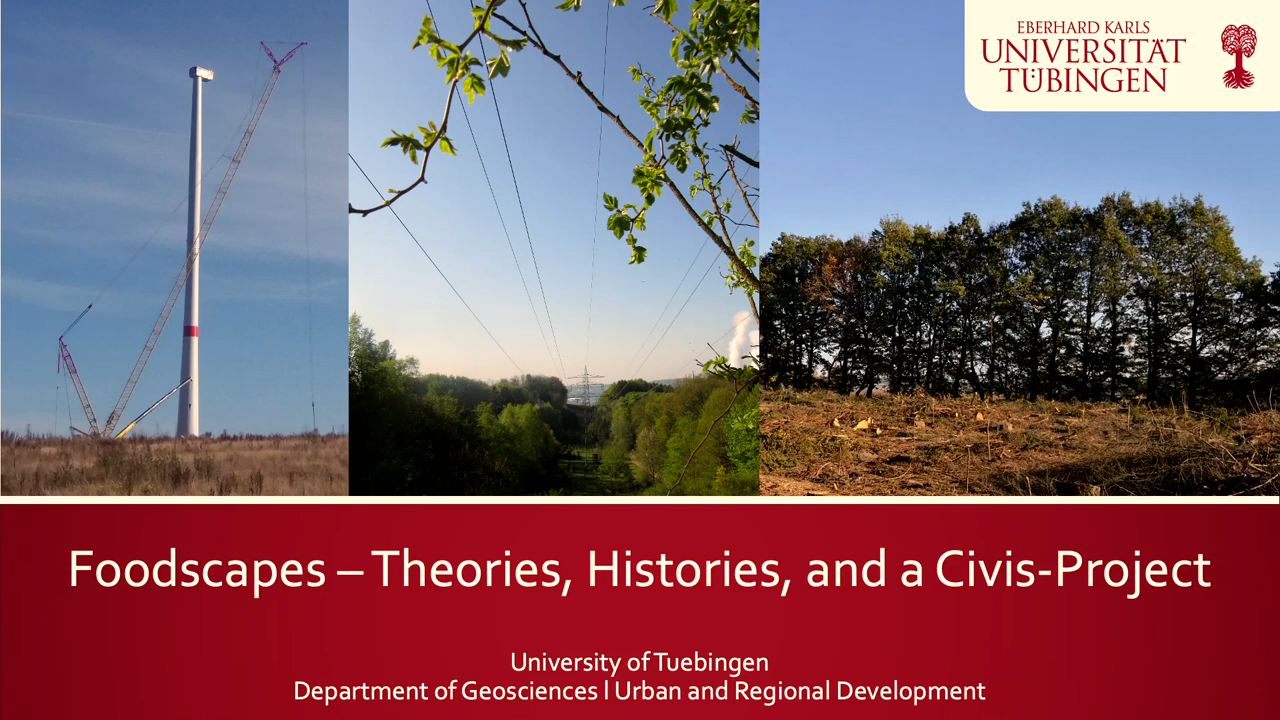 EBERHARD KARLS
UNIVERSITÄT
TÜBINGEN
Foodscapes – Theories, Histories, and a Civis-Project
University of Tuebingen
Department of Geosciences l Urban and Regional Development